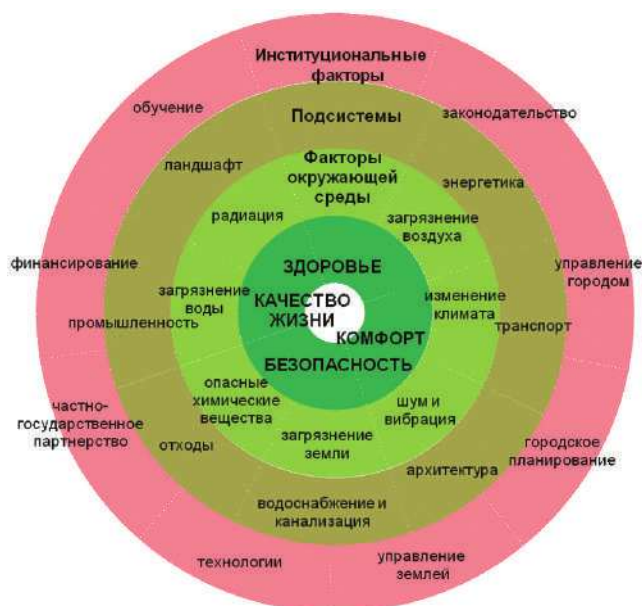 Институциональные
факторы
обучение
законодательство
Подсистемы
ландшафт
энергетика
Факторы
окружающей
среды
радиация
загрязнение
воздуха
финансирование
управление
городом
ЗДОРОВЬЕ
загрязнение
воды
КАЧЕСТВО
ЖИЗНИ
изменение
климата
промышленность
транспорт
КОМФОРТ
БЕЗОПАСНОСТЬ
опасные
химические
вещества
шум и
вибрация
частно-
государственное
партнерство
отходы
загрязнение
земли
архитектура
городское
планирование
водоснабжение и
канализация
технологии
управление
землей